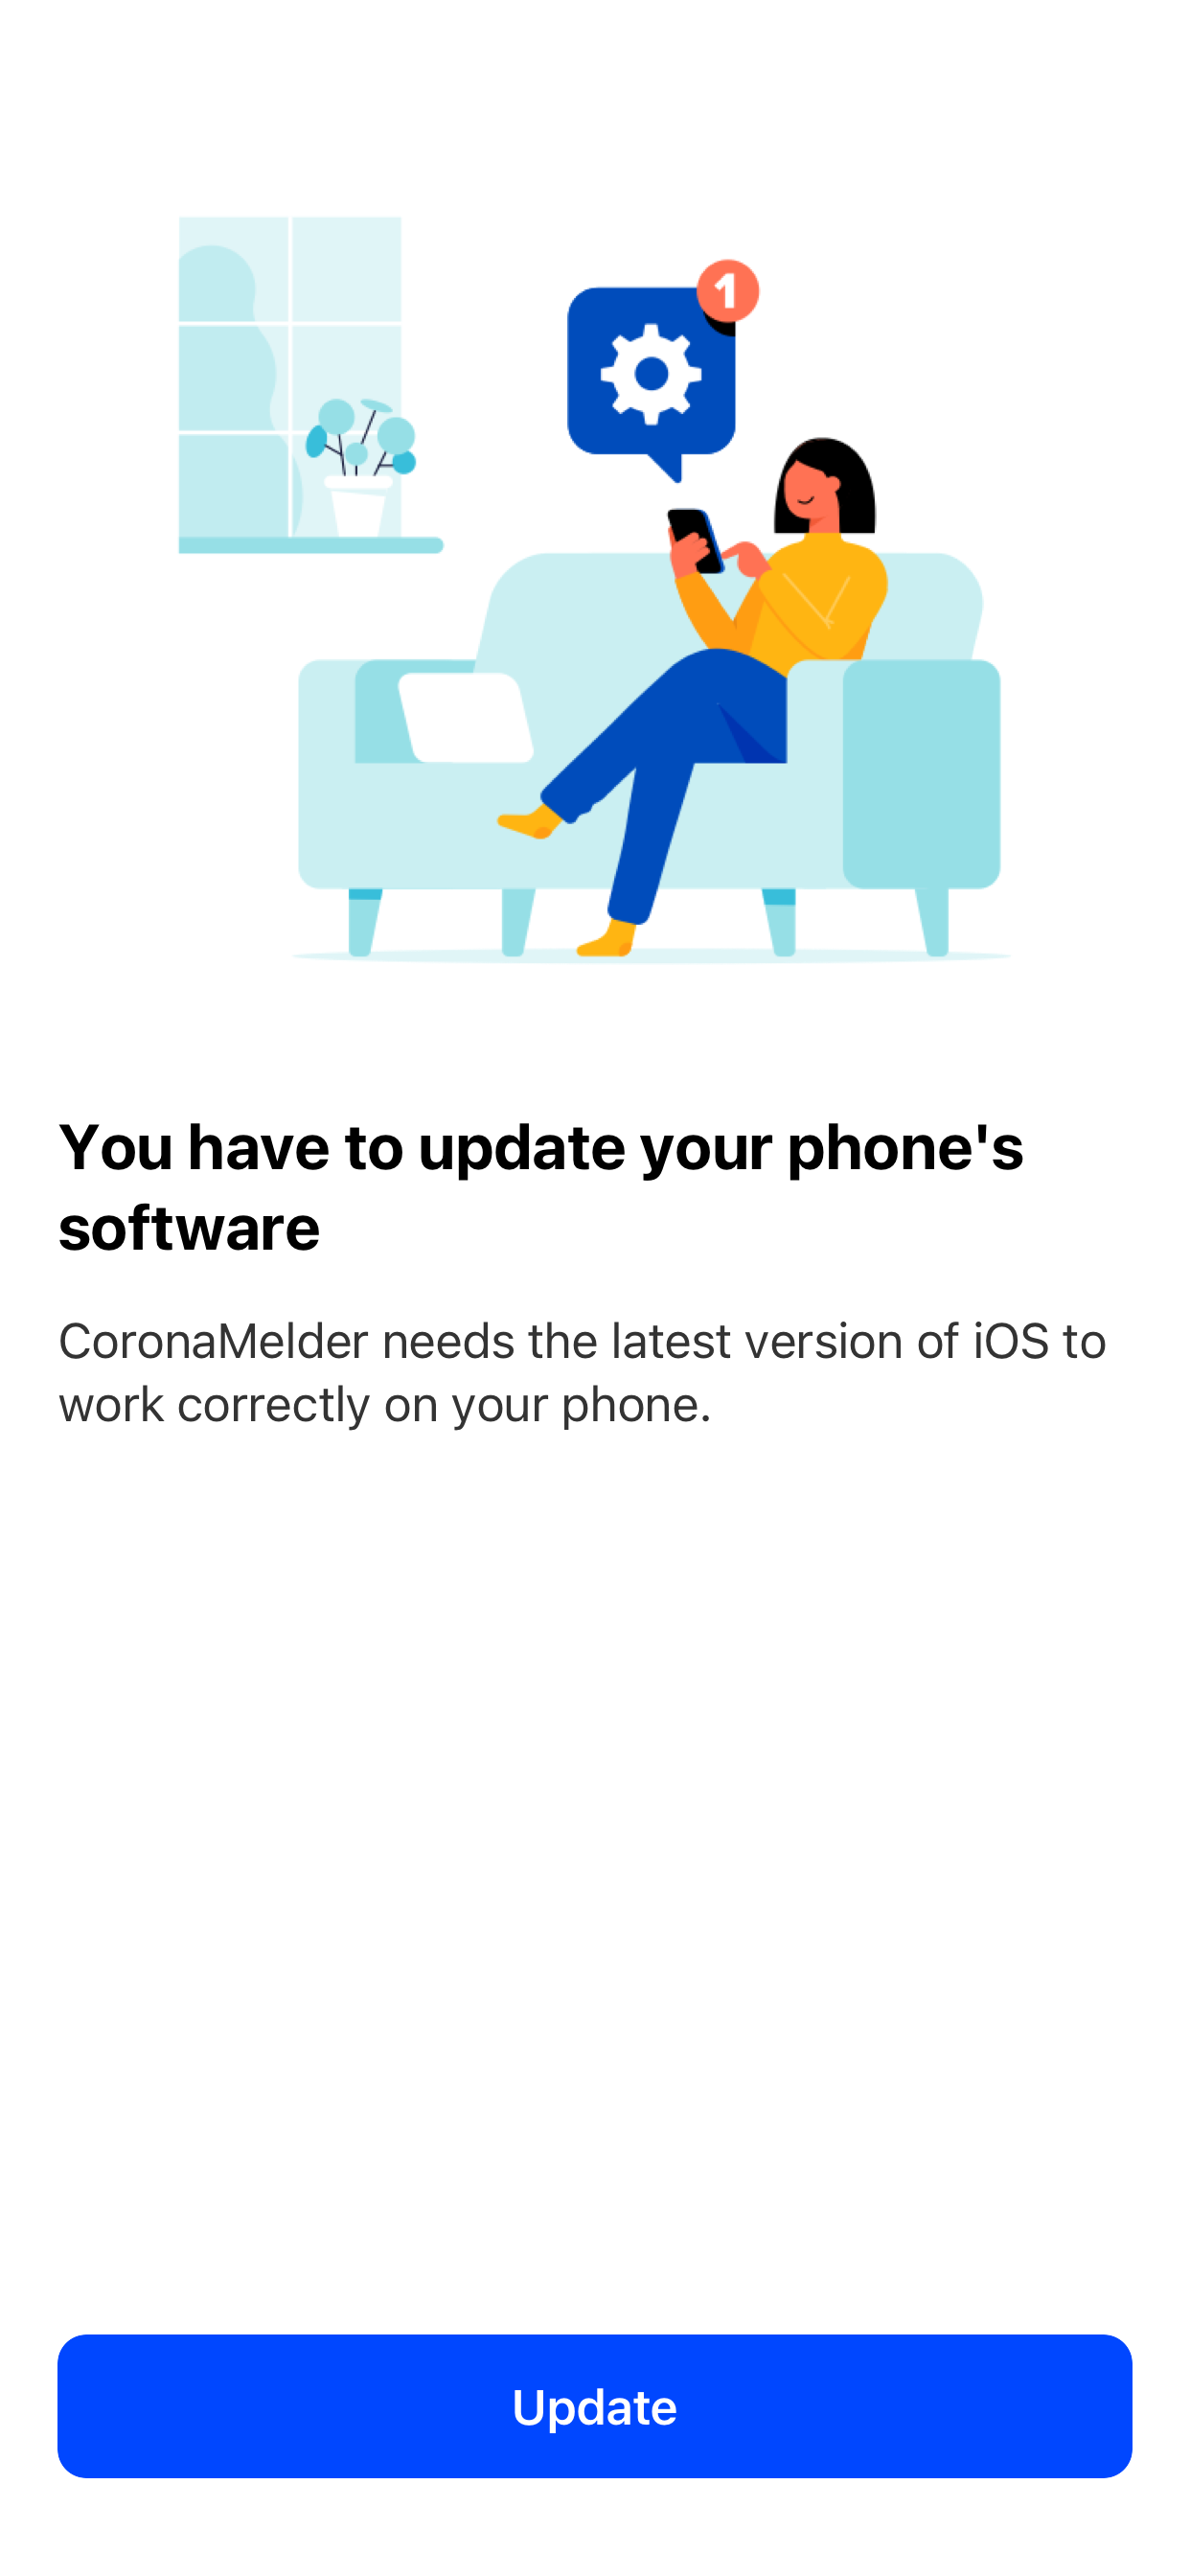 1
You have to update your phone's
software
CoronaMelder needs the latest version of iOS to
work correctly on your phone.
Update